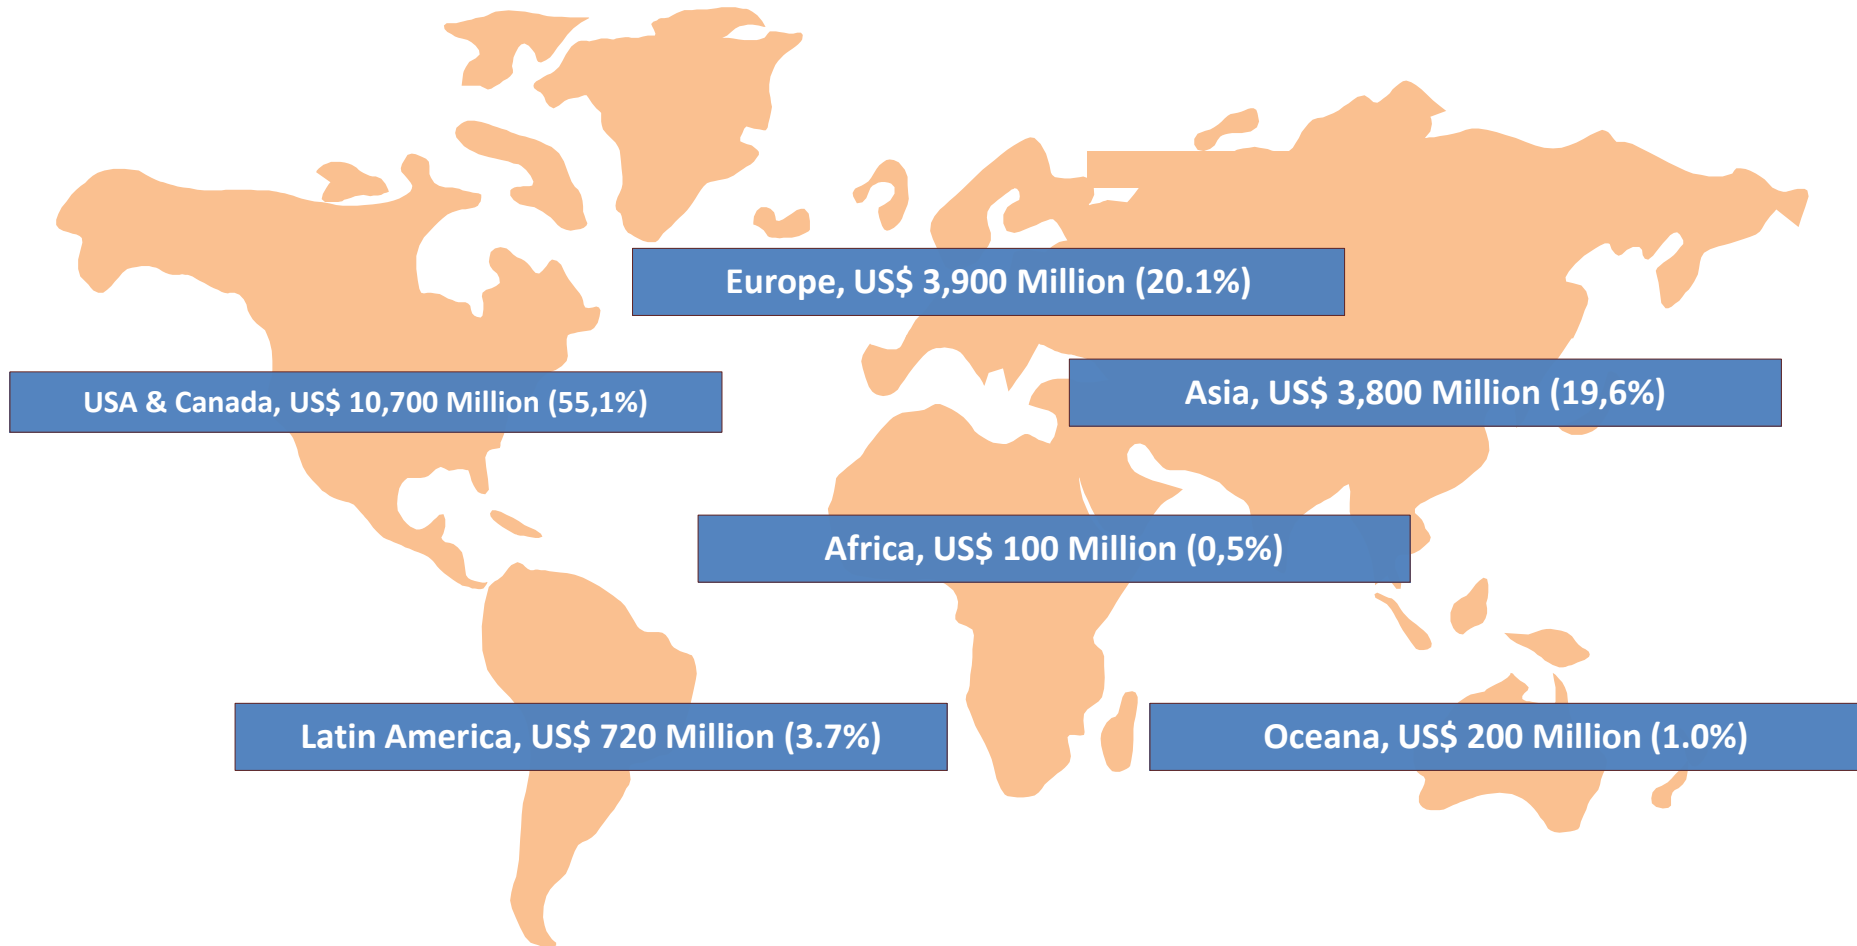 Europe, US$ 3,900 Million (20.1%)
USA & Canada, US$ 10,700 Million (55,1%)
Asia, US$ 3,800 Million (19,6%)
Africa, US$ 100 Million (0,5%)
Latin America, US$ 720 Million (3.7%)
Oceana, US$ 200 Million (1.0%)